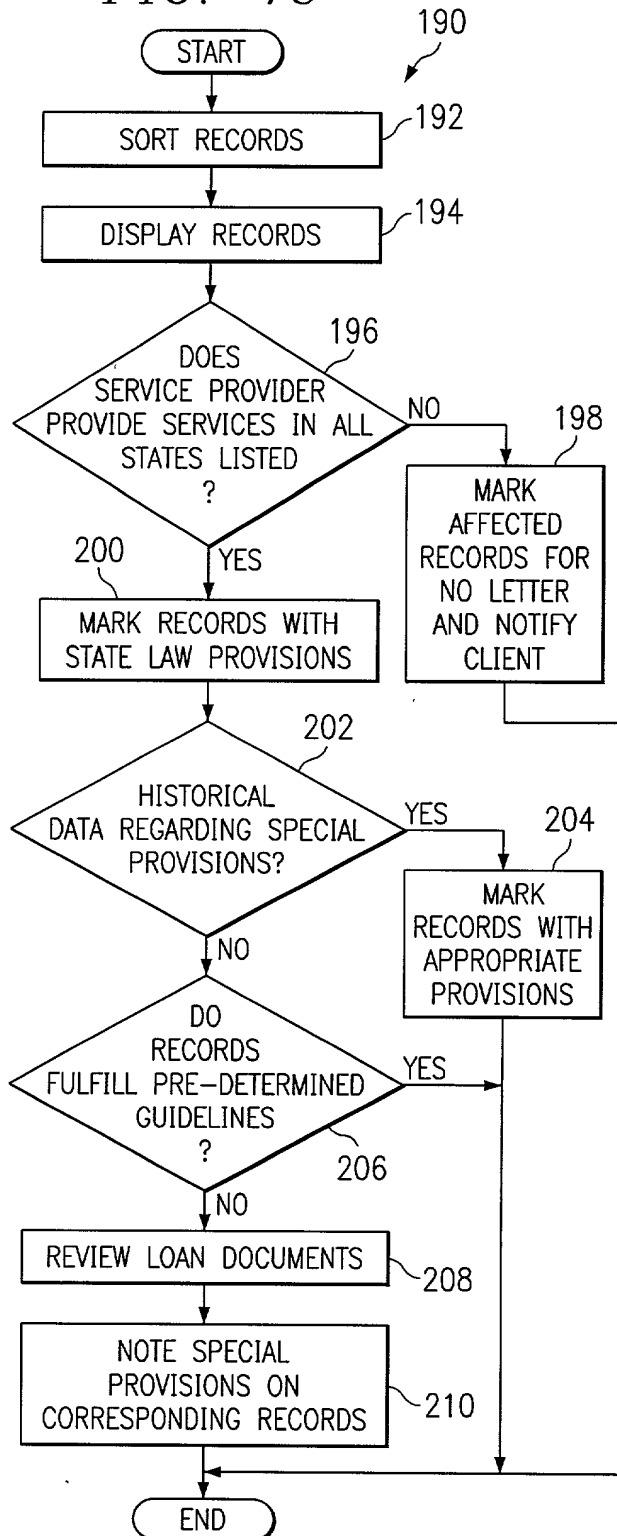 FIG.
START
190
SORT RECORDS
192
DISPLAY RECORDS
194
196
DOES
SERVICE PROVIDER
PROVIDE SERVICES IN ALL
STATES LISTED
?
NO
198
MARK
AFFECTED
RECORDS FOR
NO LETTER
AND NOTIFY
CLIENT
YES
200
MARK RECORDS WITH
STATE LAW PROVISIONS
202
HISTORICAL
DATA REGARDING SPECIAL
PROVISIONS?
YES
204
MARK
RECORDS WITH
APPROPRIATE
PROVISIONS
NO
DO
RECORDS
FULFILL PRE-DETERMINED
GUIDELINES
?
YES
206
NO
REVIEW LOAN DOCUMENTS
208
NOTE SPECIAL
PROVISIONS ON
CORRESPONDING RECORDS
210
END